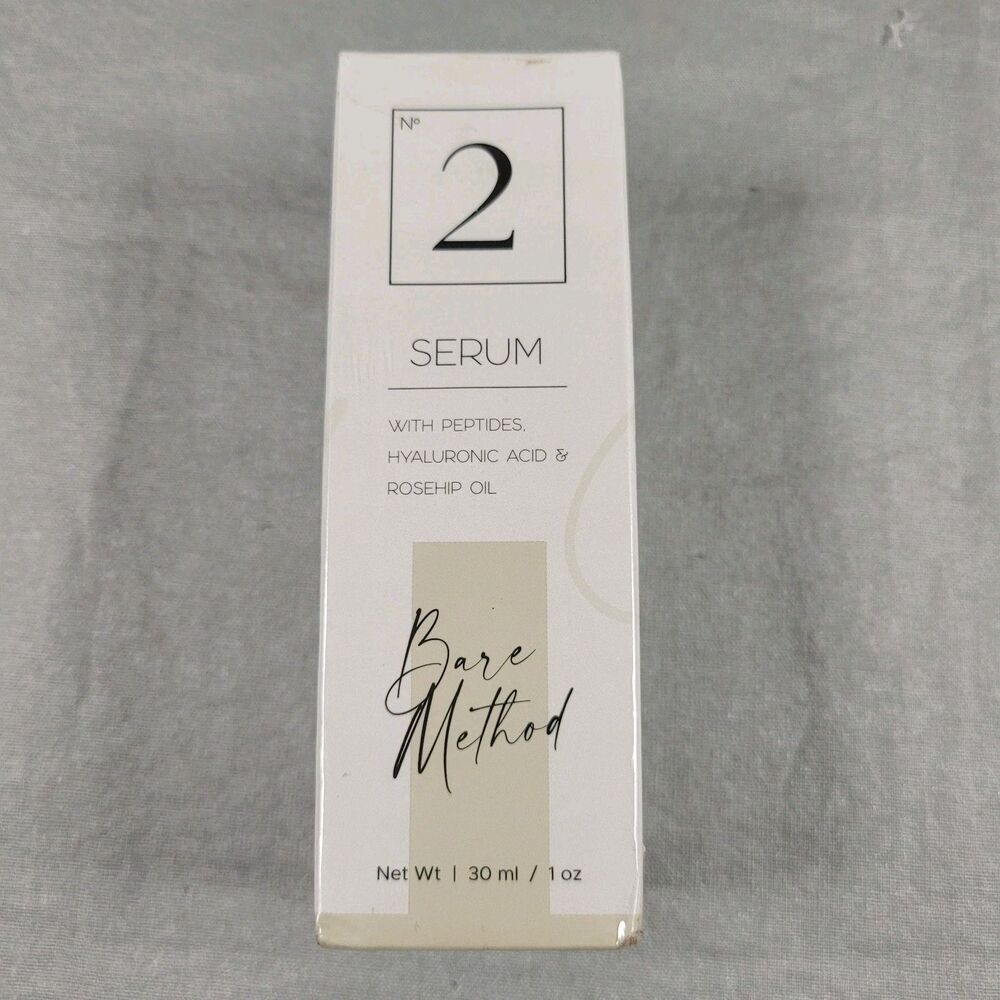 Nº
2
SERUM
WITH PEPTIDES,
HYALURONIC ACID &
ROSEHIP OIL
Bare
Method
Net Wt | 30 ml / 1 oz